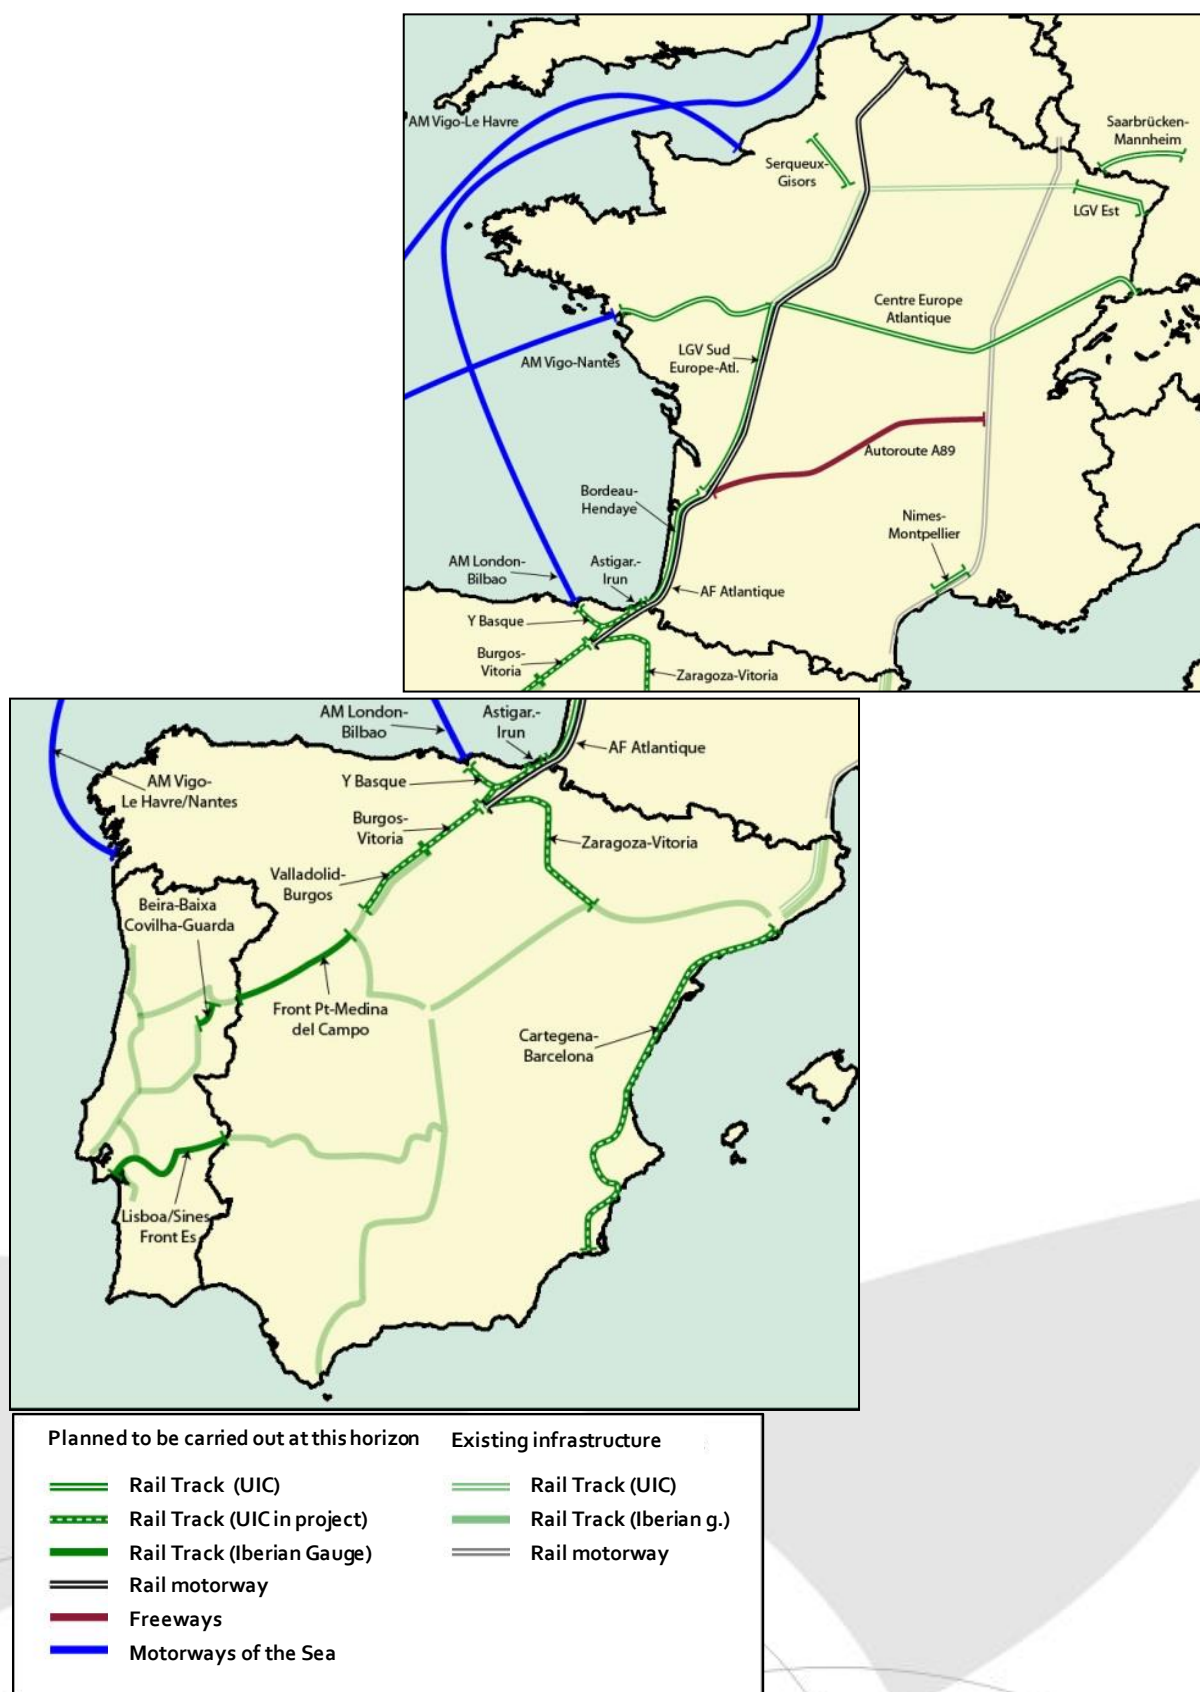 AM Vigo-Le Havre
Saarbrücken-
Mannheim
Serqueux-
Gisors
LGV Est
Centre Europe
Atlantique
LGV Sud
Europe-Atl.
AM Vigo-Nantes
Autoroute A89
Bordeau-
Hendaye
Nimes-
Montpellier
AM London-
Bilbao
Astigar.-
Irun
AF Atlantique
Y Basque
Burgos-
Vitoria
Zaragoza-Vitoria
AM London-
Bilbao
Astigar.-
Irun
AF Atlantique
AM Vigo-
Le Havre/Nantes
Y Basque
Burgos-
Vitoria
Zaragoza-Vitoria
Valladolid-
Burgos
Beira-Baixa
Covilha-Guarda
Front Pt-Medina
del Campo
Cartegena-
Barcelona
Lisboa/Sines
Front Es
Planned to be carried out at this horizon
Rail Track (UIC)
Rail Track (UIC in project)
Rail Track (Iberian Gauge)
Rail motorway
Freeways
Motorways of the Sea
Existing infrastructure
Rail Track (UIC)
Rail Track (Iberian g.)
Rail motorway